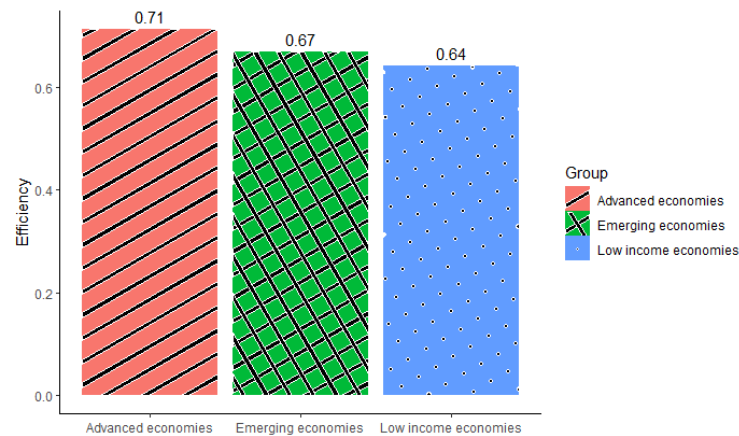 0.71
0.67
0.64
0.6
0.4
0.2
0.0
Efficiency
Advanced economies
Emerging economies
Low income economies
Group
Advanced economies
Emerging economies
Low income economies